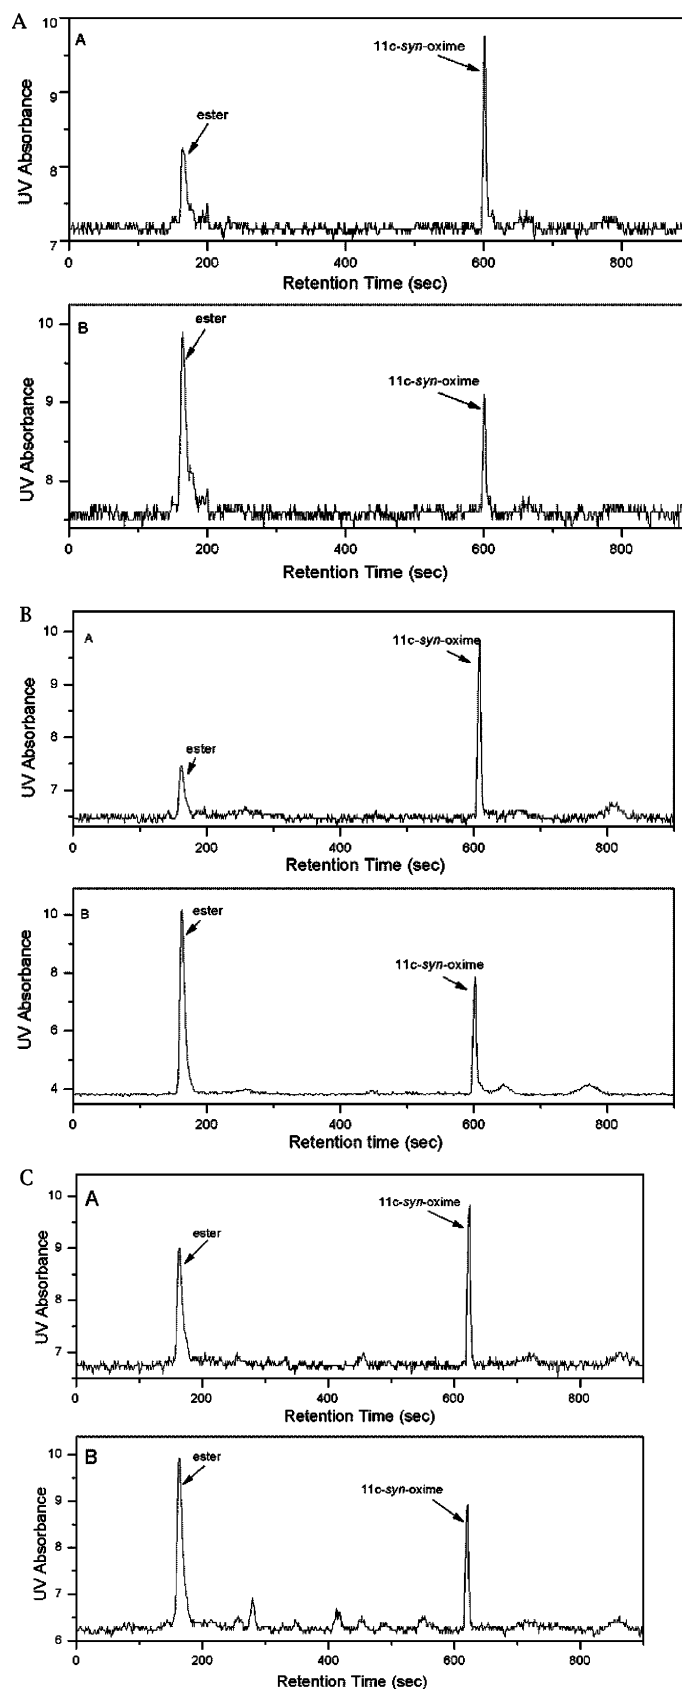 A
A
11c-syn-oxime
ester
10
9
8
7
UV Absorbance
0 200 400 600 800
Retention Time (sec)
B
ester
11c-syn-oxime
10
9
8
UV Absorbance
0 200 400 600 800
Retention Time (sec)
B
A
11c-syn-oxime
ester
10
9
8
7
UV Absorbance
0 200 400 600 800
Retention Time (sec)
B
ester
11c-syn-oxime
10
8
6
4
UV Absorbance
0 200 400 600 800
Retention time (sec)
C
A
11c-syn-oxime
ester
10
9
8
7
UV Absorbance
0 200 400 600 800
Retention Time (sec)
B
ester
11c-syn-oxime
10
9
8
7
6
UV Absorbance
0 200 400 600 800
Retention Time (sec)